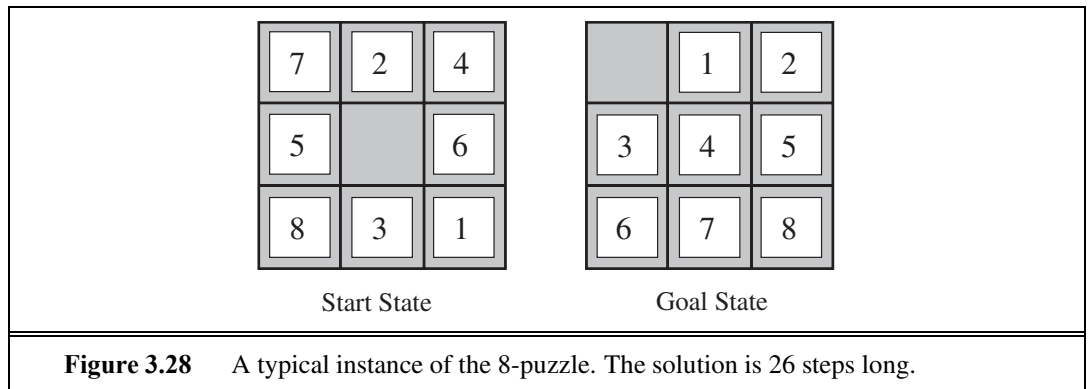 7 2 4 1 2
5 6 3 4 5
8 3 1 6 7 8
Start State Goal State
Figure 3.28 A typical instance of the 8-puzzle. The solution is 26 steps long.